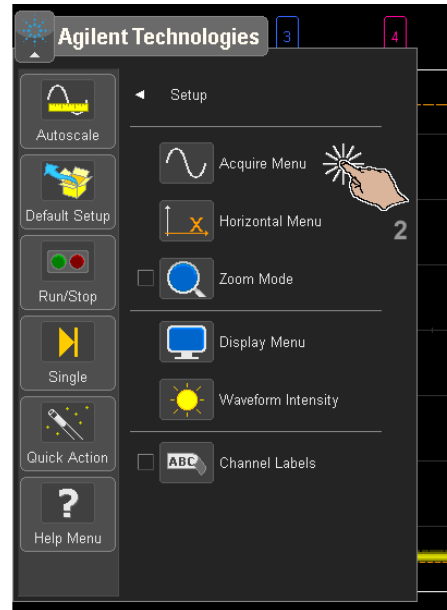 Agilent Technologies
3
4
Autoscale
Default Setup
Run/Stop
Single
Quick Action
?
Help Menu
Setup
Acquire Menu
2
X
Horizontal Menu
Zoom Mode
Display Menu
Waveform Intensity
ABC
Channel Labels